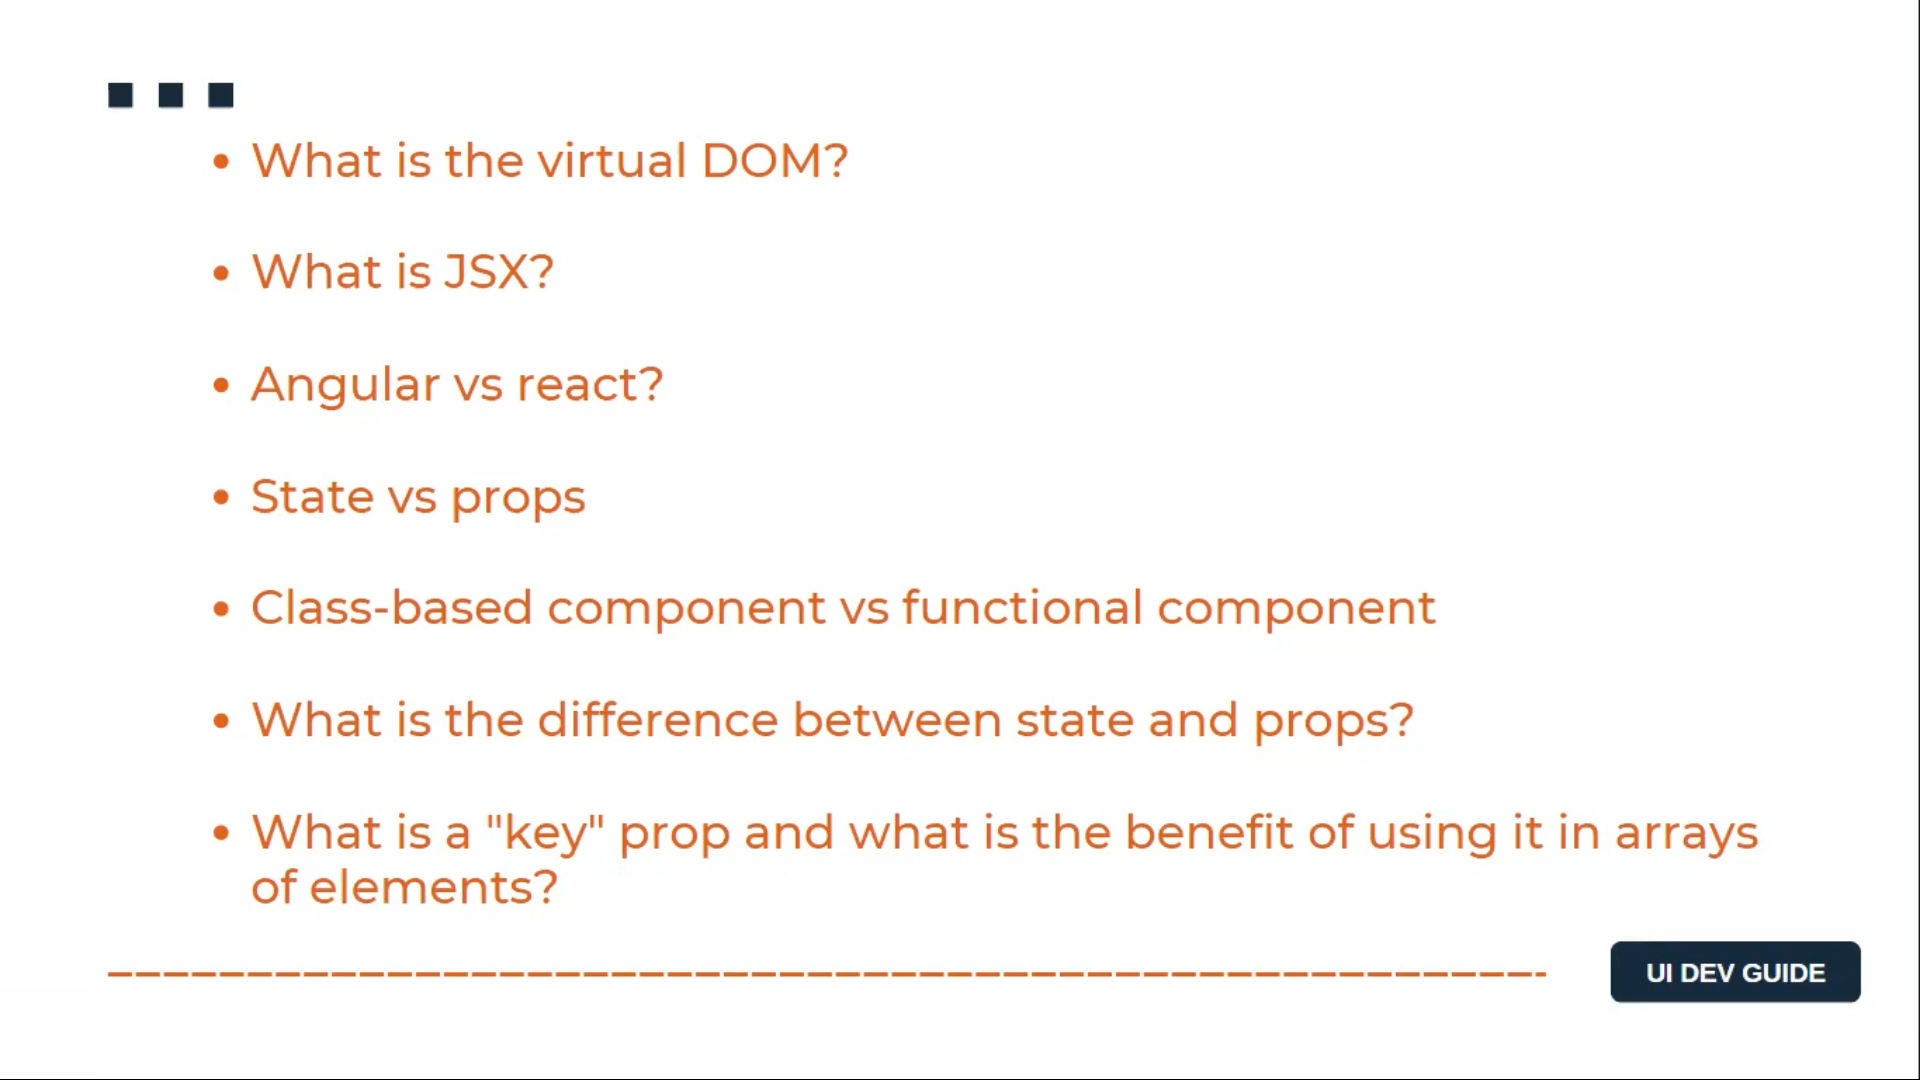 What is the virtual DOM?
What is JSX?
Angular vs react?
State vs props
Class-based component vs functional component
What is the difference between state and props?
What is a "key" prop and what is the benefit of using it in arrays
of elements?
UI DEV GUIDE